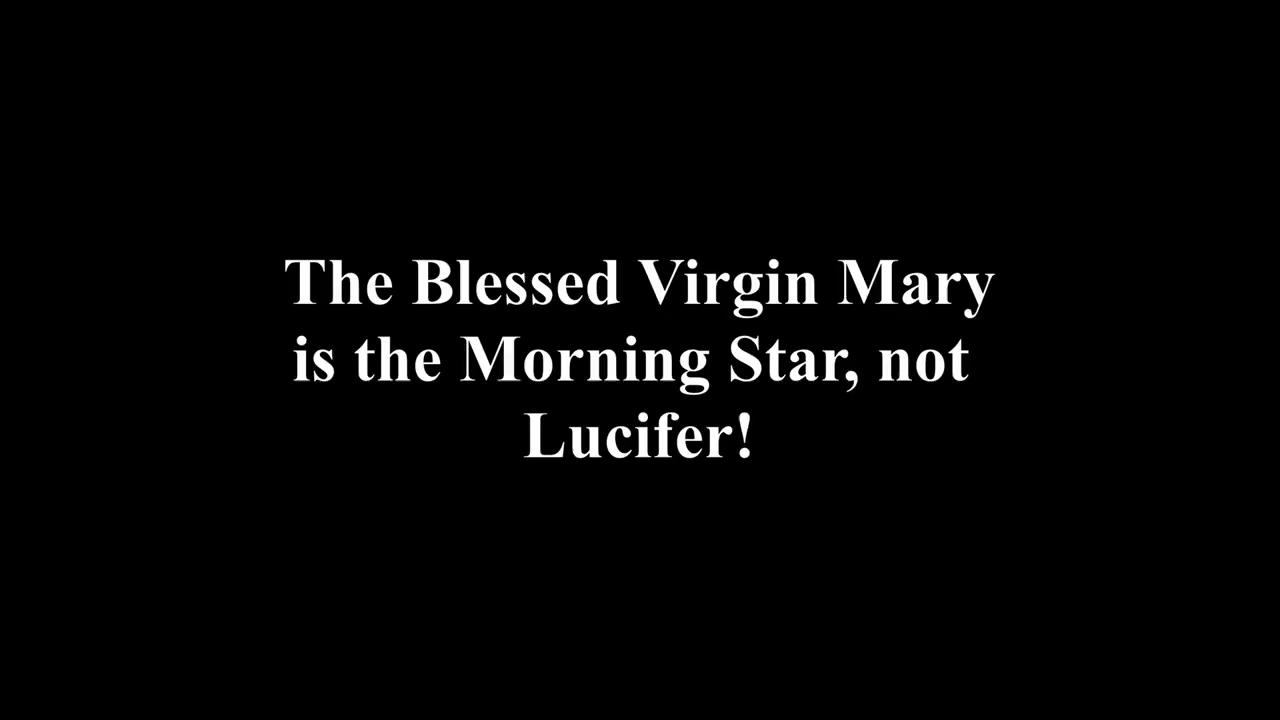 The Blessed Virgin Mary
is the Morning Star, not
Lucifer!